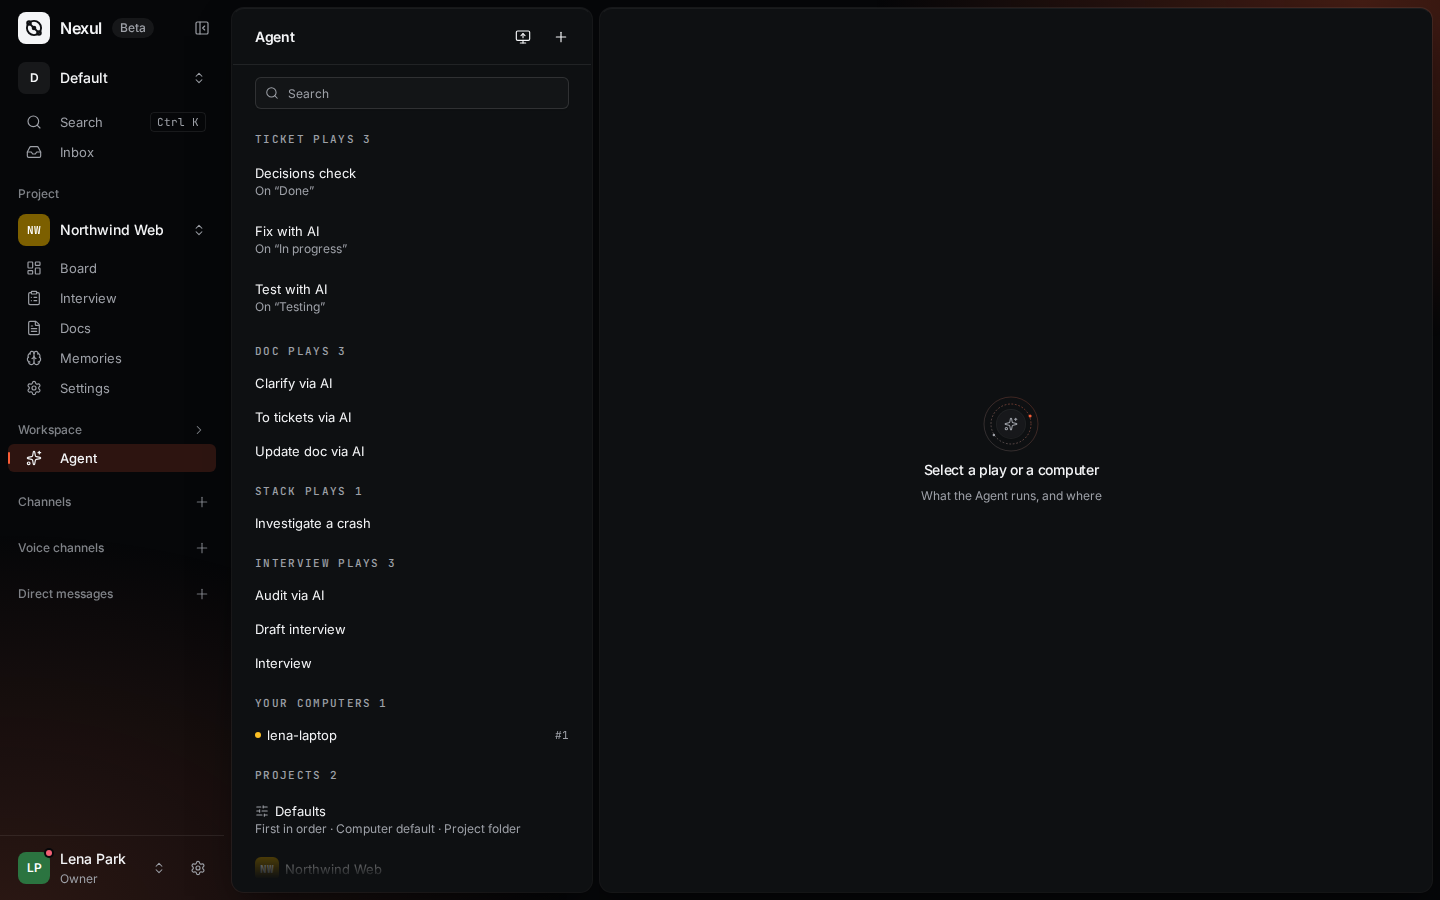 Nexul Beta
D Default
Search Ctrl K
Inbox
Project
NW Northwind Web
Board
Interview
Docs
Memories
Settings
Workspace
Agent
Channels
Voice channels
Direct messages
LP Lena Park
Owner
Agent
Search
TICKET PLAYS 3
Decisions check
On “Done”
Fix with AI
On “In progress”
Test with AI
On “Testing”
DOC PLAYS 3
Clarify via AI
To tickets via AI
Update doc via AI
STACK PLAYS 1
Investigate a crash
INTERVIEW PLAYS 3
Audit via AI
Draft interview
Interview
YOUR COMPUTERS 1
lena-laptop #1
PROJECTS 2
Defaults
First in order · Computer default · Project folder
NW Northwind Web
Select a play or a computer
What the Agent runs, and where